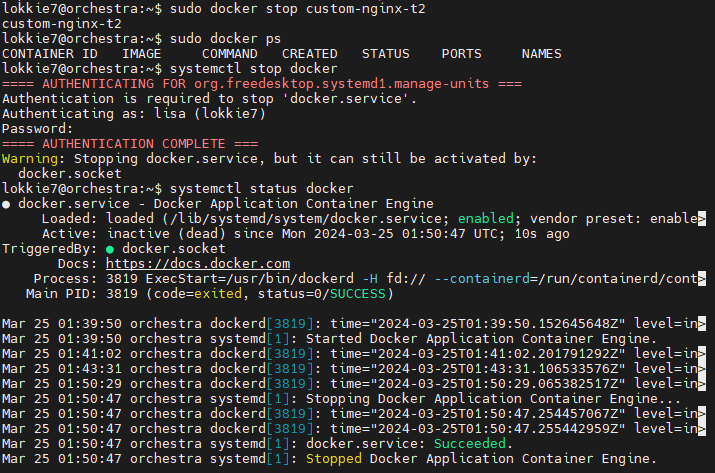 lokkie7@orchestra:~$ sudo docker stop custom-nginx-t2
custom-nginx-t2
lokkie7@orchestra:~$ sudo docker ps
CONTAINER ID   IMAGE     COMMAND   CREATED   STATUS    PORTS     NAMES
lokkie7@orchestra:~$ systemctl stop docker
==== AUTHENTICATING FOR org.freedesktop.systemd1.manage-units ===
Authentication is required to stop 'docker.service'.
Authenticating as: lisa (lokkie7)
Password:
==== AUTHENTICATION COMPLETE ===
Warning: Stopping docker.service, but it can still be activated by:
  docker.socket
lokkie7@orchestra:~$ systemctl status docker
● docker.service - Docker Application Container Engine
     Loaded: loaded (/lib/systemd/system/docker.service; enabled; vendor preset: enable>
     Active: inactive (dead) since Mon 2024-03-25 01:50:47 UTC; 10s ago
TriggeredBy: ● docker.socket
       Docs: https://docs.docker.com
    Process: 3819 ExecStart=/usr/bin/dockerd -H fd:// --containerd=/run/containerd/cont>
   Main PID: 3819 (code=exited, status=0/SUCCESS)

Mar 25 01:39:50 orchestra dockerd[3819]: time="2024-03-25T01:39:50.152645648Z" level=in>
Mar 25 01:39:50 orchestra systemd[1]: Started Docker Application Container Engine.
Mar 25 01:41:02 orchestra dockerd[3819]: time="2024-03-25T01:41:02.201791292Z" level=in>
Mar 25 01:43:31 orchestra dockerd[3819]: time="2024-03-25T01:43:31.106533576Z" level=in>
Mar 25 01:50:29 orchestra dockerd[3819]: time="2024-03-25T01:50:29.065382517Z" level=in>
Mar 25 01:50:47 orchestra systemd[1]: Stopping Docker Application Container Engine...
Mar 25 01:50:47 orchestra dockerd[3819]: time="2024-03-25T01:50:47.254457067Z" level=in>
Mar 25 01:50:47 orchestra dockerd[3819]: time="2024-03-25T01:50:47.255442959Z" level=in>
Mar 25 01:50:47 orchestra systemd[1]: docker.service: Succeeded.
Mar 25 01:50:47 orchestra systemd[1]: Stopped Docker Application Container Engine.